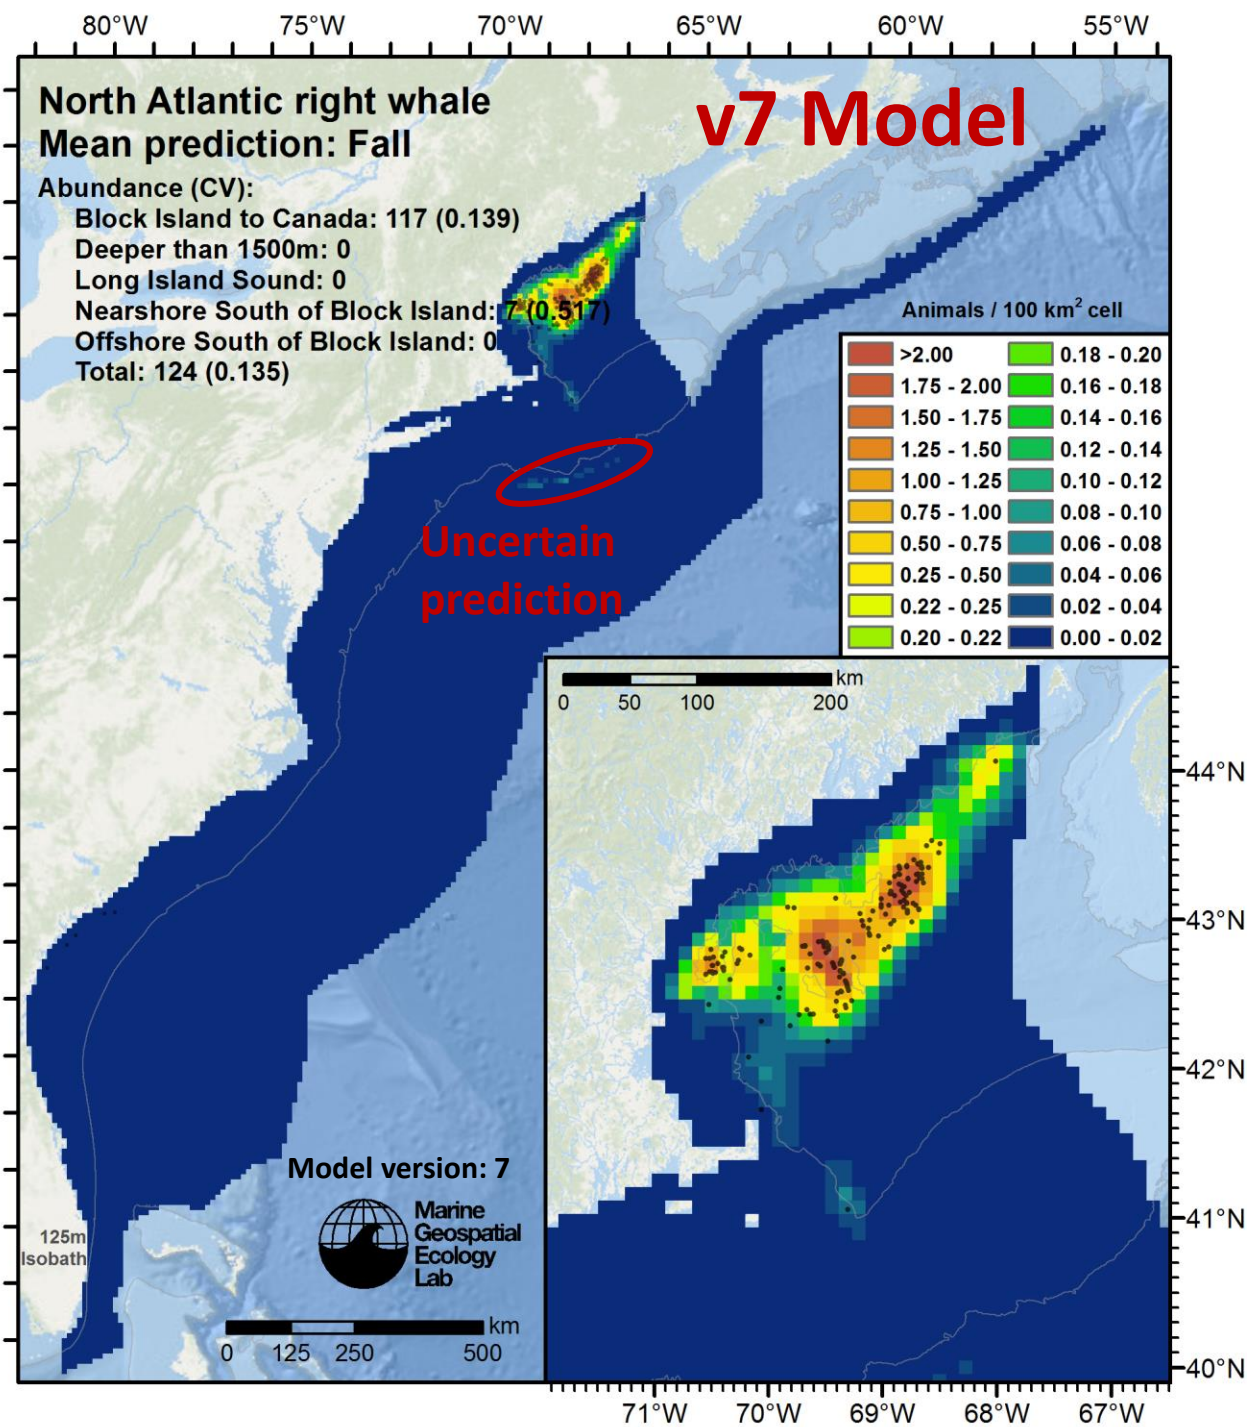 80°W 75°W 70°W 65°W 60°W 55°W
North Atlantic right whale
Mean prediction: Fall
v7 Model
Abundance (CV):
Block Island to Canada: 117 (0.139)
Deeper than 1500m: 0
Long Island Sound: 0
Nearshore South of Block Island: 7 (0.517)
Offshore South of Block Island: 0
Total: 124 (0.135)
Animals / 100 km² cell
>2.00 0.18 - 0.20
1.75 - 2.00 0.16 - 0.18
1.50 - 1.75 0.14 - 0.16
1.25 - 1.50 0.12 - 0.14
1.00 - 1.25 0.10 - 0.12
0.75 - 1.00 0.08 - 0.10
0.50 - 0.75 0.06 - 0.08
0.25 - 0.50 0.04 - 0.06
0.22 - 0.25 0.02 - 0.04
0.20 - 0.22 0.00 - 0.02
Uncertain
prediction
km
0 50 100 200
44°N
43°N
42°N
41°N
40°N
71°W 70°W 69°W 68°W 67°W
Model version: 7
Marine
Geospatial
Ecology
Lab
125m
Isobath
km
0 125 250 500